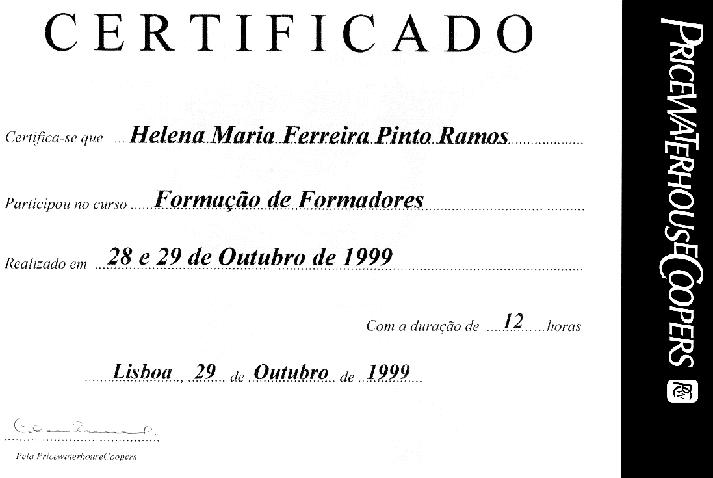 CERTIFICADO
Certifica-se que Helena Maria Ferreira Pinto Ramos
Participou no curso Formação de Formadores
Realizado em 28 e 29 de Outubro de 1999
Com a duração de 12 horas
Lisboa, 29 de Outubro de 1999
Pela PricewaterhouseCoopers
PRICEWATERHOUSECOOPERS